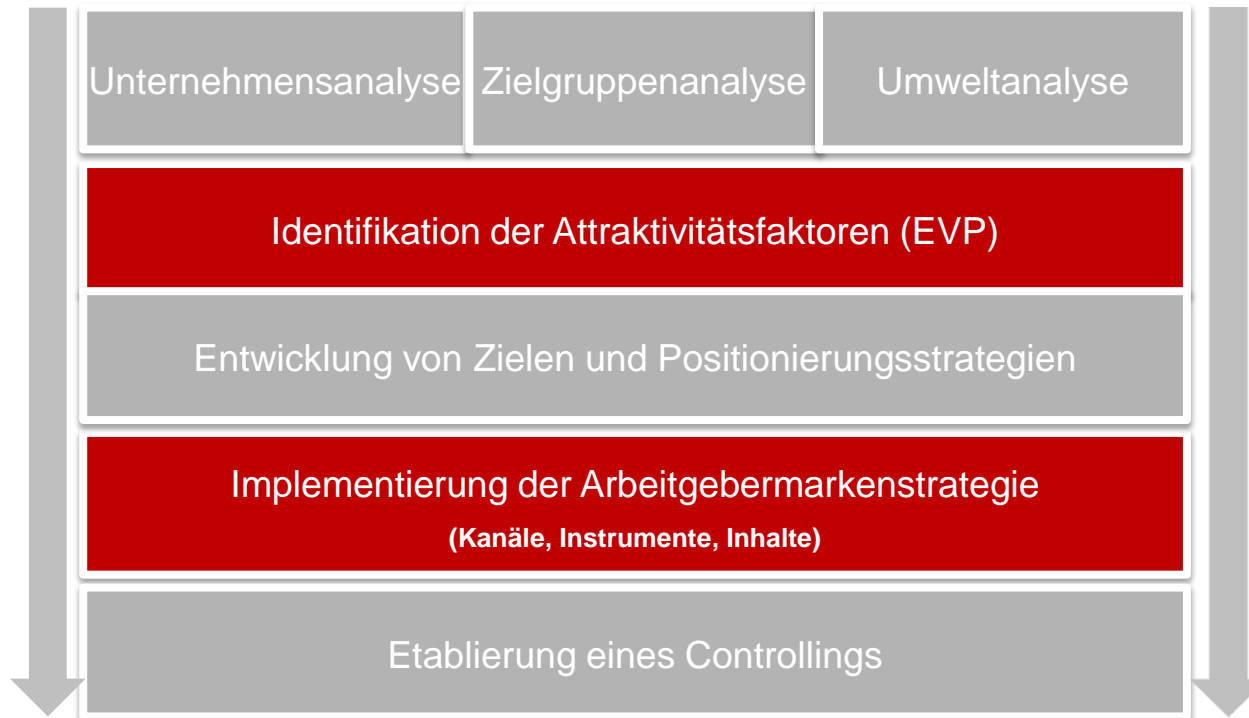 Unternehmensanalyse
Zielgruppenanalyse
Umweltanalyse
Identifikation der Attraktivitätsfaktoren (EVP)
Entwicklung von Zielen und Positionierungsstrategien
Implementierung der Arbeitgebermarkenstrategie
(Kanäle, Instrumente, Inhalte)
Etablierung eines Controllings